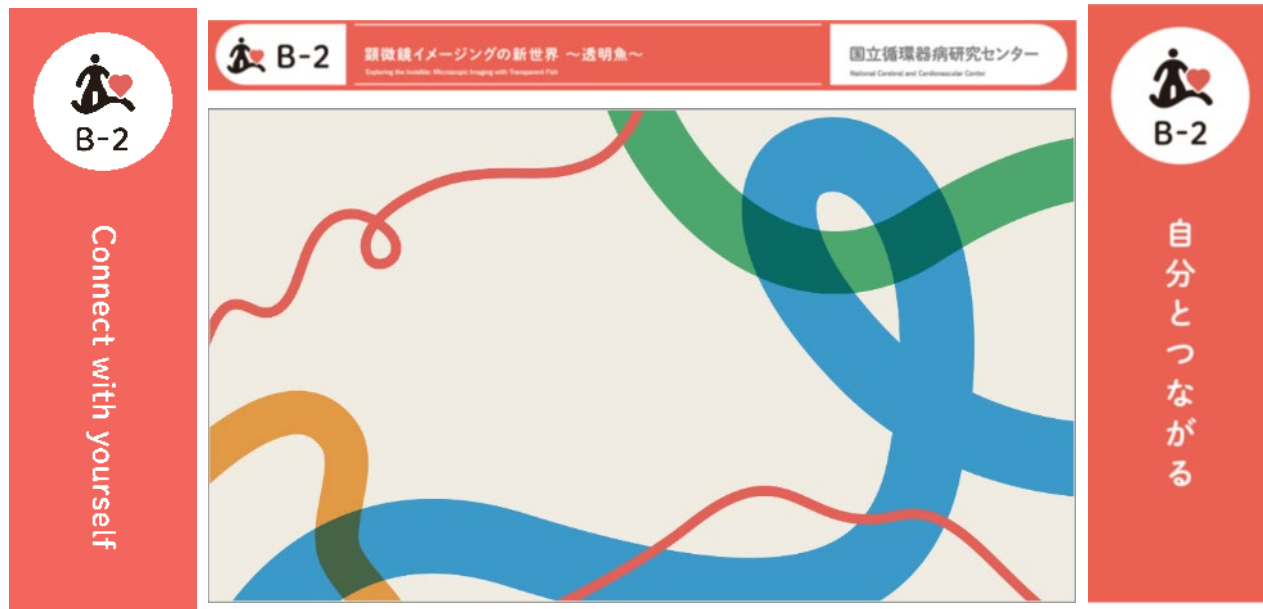 B-2
Connect with yourself
B-2
顕微鏡イメージングの新世界 ～透明魚～
Exploring the Invisible: Microscopic Imaging with Transparent Fish
国立循環器病研究センター
National Cerebral and Cardiovascular Center
B-2
自分とつながる